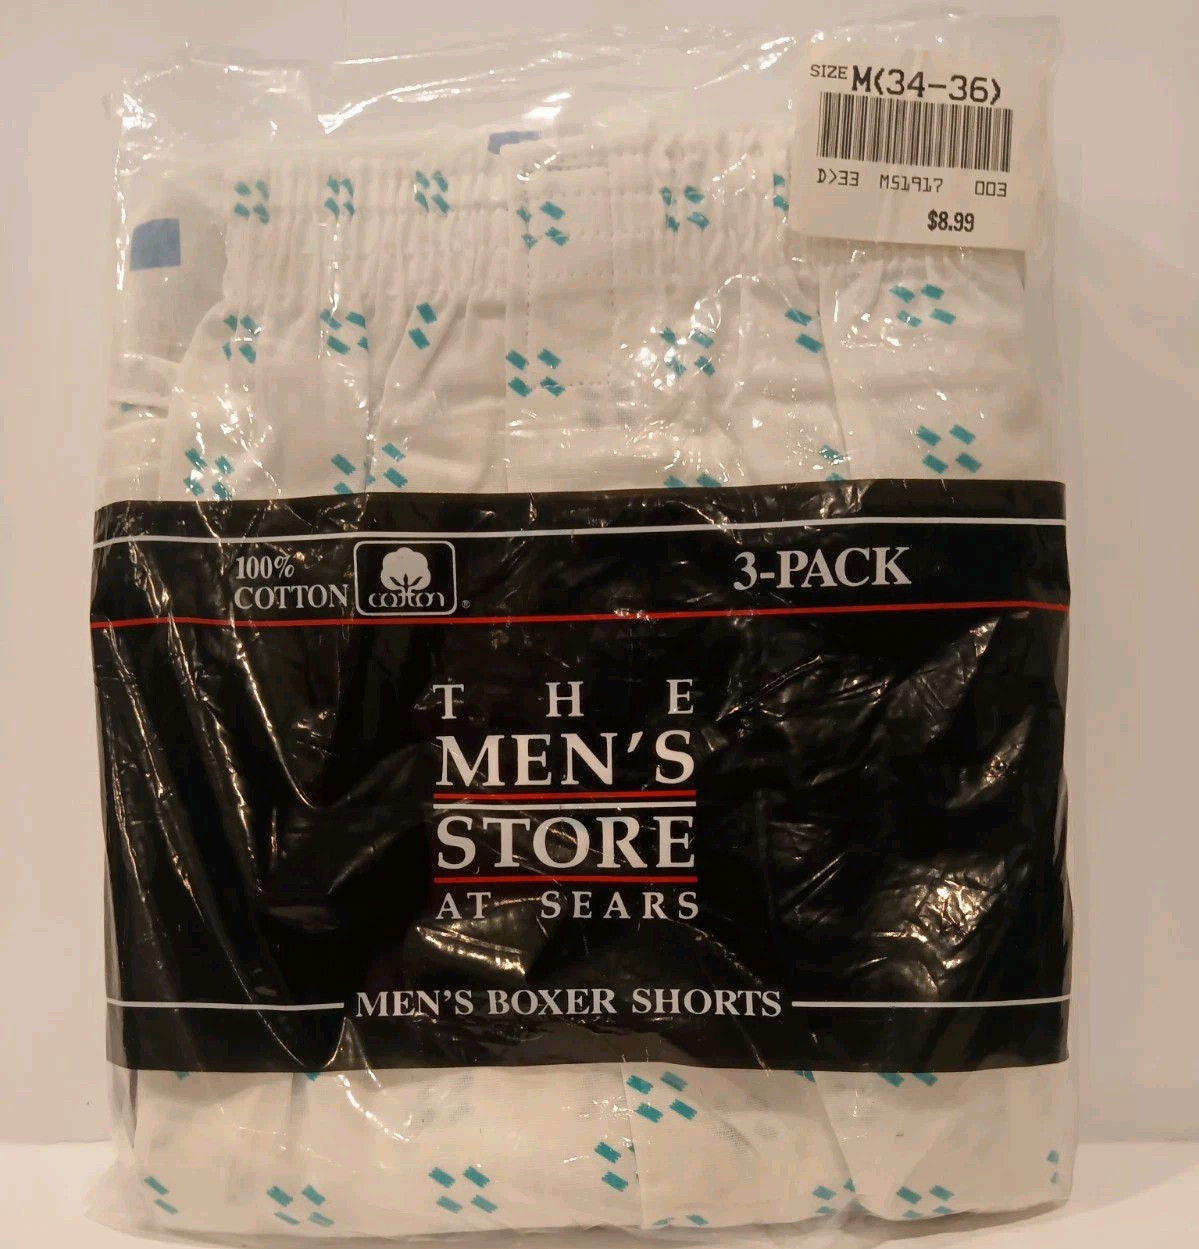 SIZE M(34-36)
D>33 MS1917 003
$8.99
100%
COTTON
cotton
®
3-PACK
THE
MEN'S
STORE
AT SEARS
MEN'S BOXER SHORTS